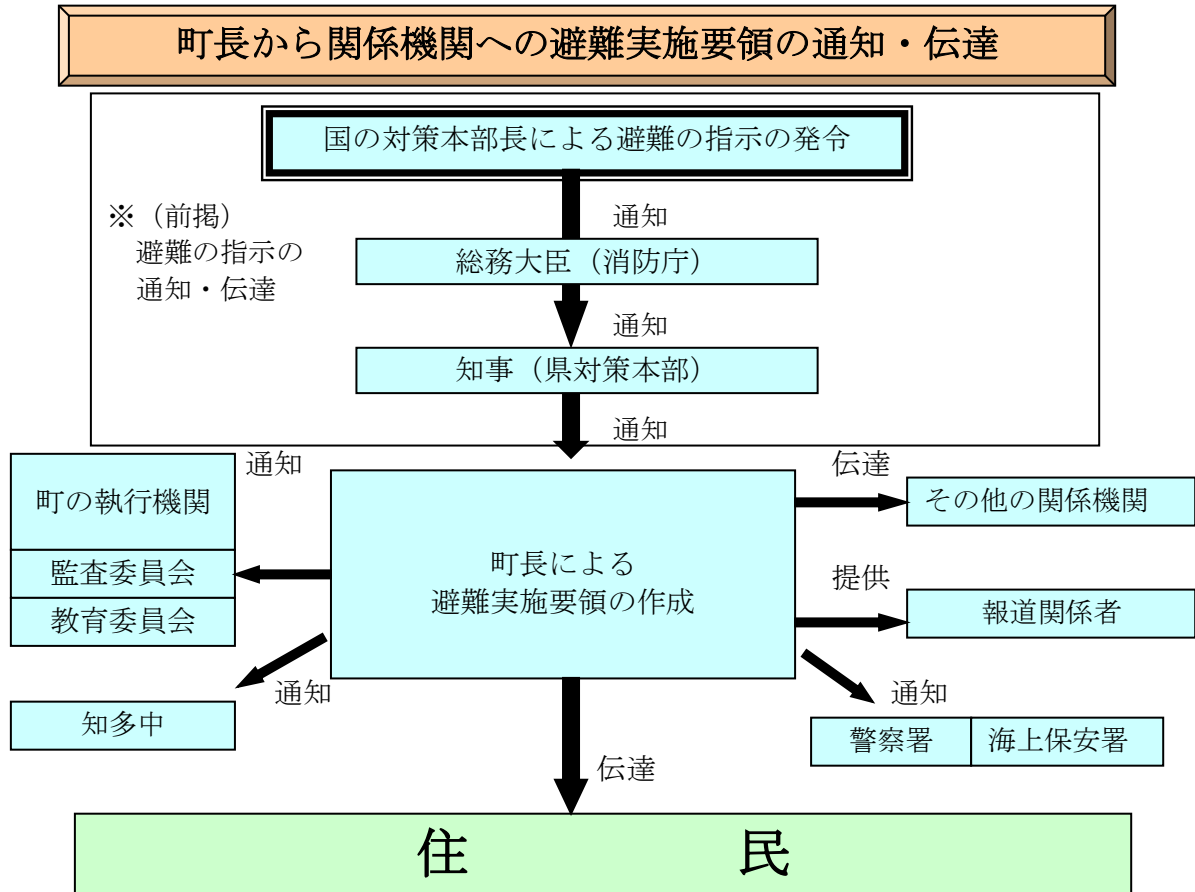 町長から関係機関への避難実施要領の通知・伝達
国の対策本部長による避難の指示の発令
※（前掲）
避難の指示の
通知・伝達
通知
総務大臣（消防庁）
通知
知事（県対策本部）
通知
通知
町の執行機関
監査委員会
教育委員会
町長による
避難実施要領の作成
伝達
その他の関係機関
提供
報道関係者
通知
知多中
通知
警察署
海上保安署
伝達
住　民